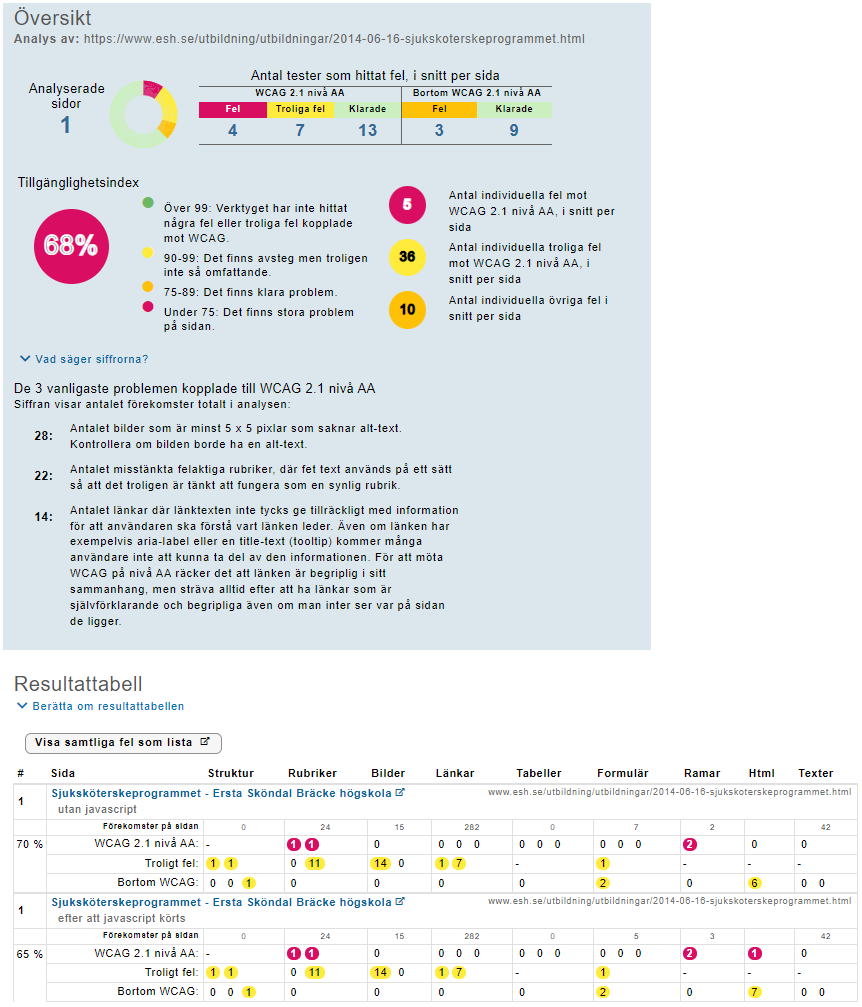 Översikt
Analys av: https://www.esh.se/utbildning/utbildningar/2014-06-16-sjukskoterskeprogrammet.html
Analyserade
sidor
1
Antal tester som hittat fel, i snitt per sida
WCAG 2.1 nivå AA Bortom WCAG 2.1 nivå AA
Fel Troliga fel Klarade Fel Klarade
4 7 13 3 9
Tillgänglighetsindex
68%
Över 99: Verktyget har inte hittat
några fel eller troliga fel kopplade
mot WCAG.
90-99: Det finns avsteg men troligen
inte så omfattande.
75-89: Det finns klara problem.
Under 75: Det finns stora problem
på sidan.
5
Antal individuella fel mot
WCAG 2.1 nivå AA, i snitt per
sida
36
Antal individuella troliga fel
mot WCAG 2.1 nivå AA, i
snitt per sida
10
Antal individuella övriga fel i
snitt per sida
Vad säger siffrorna?
De 3 vanligaste problemen kopplade till WCAG 2.1 nivå AA
Siffran visar antalet förekomster totalt i analysen:
28: Antalet bilder som är minst 5 x 5 pixlar som saknar alt-text.
Kontrollera om bilden borde ha en alt-text.
22: Antalet misstänkta felaktiga rubriker, där fet text används på ett sätt
så att det troligen är tänkt att fungera som en synlig rubrik.
14: Antalet länkar där länktexten inte tycks ge tillräckligt med information
för att användaren ska förstå vart länken leder. Även om länken har
exempelvis aria-label eller en title-text (tooltip) kommer många
användare inte att kunna ta del av den informationen. För att möta
WCAG på nivå AA räcker det att länken är begriplig i sitt
sammanhang, men sträva alltid efter att ha länkar som är
självförklarande och begripliga även om man inter ser var på sidan
de ligger.
Resultattabell
Berätta om resultattabellen
Visa samtliga fel som lista
# Sida Struktur Rubriker Bilder Länkar Tabeller Formulär Ramar Html Texter
1 Sjuksköterskeprogrammet - Ersta Sköndal Bräcke högskola www.esh.se/utbildning/utbildningar/2014-06-16-sjukskoterskeprogrammet.html
utan javascript
Förekomster på sidan 0 24 15 282 0 7 2 42
70 % WCAG 2.1 nivå AA: - 1 1 0 0 0 0 0 0 0 0 2 0 0
Troligt fel: 1 1 0 11 14 0 1 7 - 1 - - -
Bortom WCAG: 0 0 1 0 0 0 0 2 0 6 0 0
1 Sjuksköterskeprogrammet - Ersta Sköndal Bräcke högskola www.esh.se/utbildning/utbildningar/2014-06-16-sjukskoterskeprogrammet.html
efter att javascript körts
Förekomster på sidan 0 24 15 282 0 5 3 42
65 % WCAG 2.1 nivå AA: - 1 1 0 0 0 0 0 0 0 0 2 1 0
Troligt fel: 1 1 0 11 14 0 1 7 - 1 - - -
Bortom WCAG: 0 0 1 0 0 0 0 2 0 7 0 0